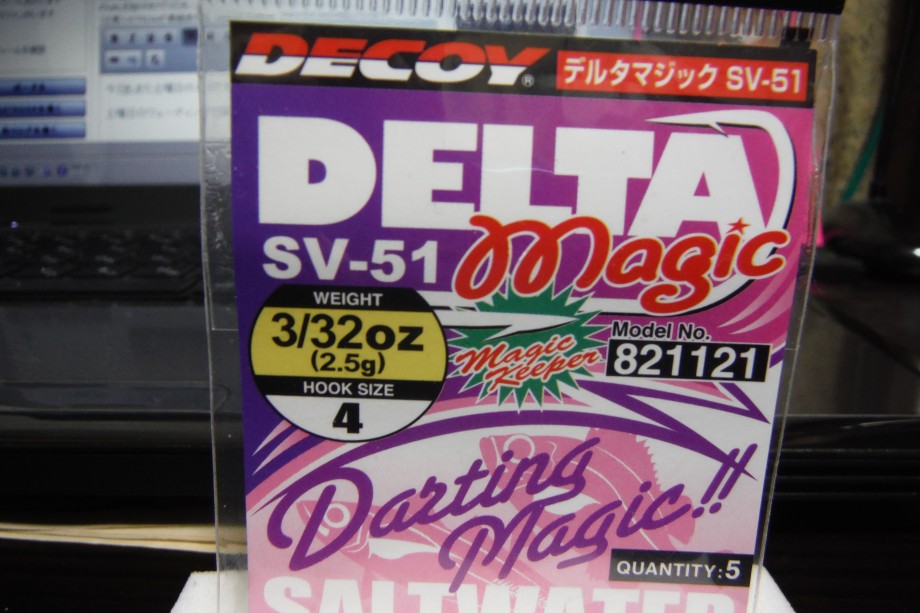 DECOY®
デルタマジック SV-51
DELTA
SV-51 Magic
WEIGHT
3/32oz
(2.5g)
HOOK SIZE
4
Magic
Keeper
Model No.
821121
Darting
Magic!!
QUANTITY:5
SALTWATER